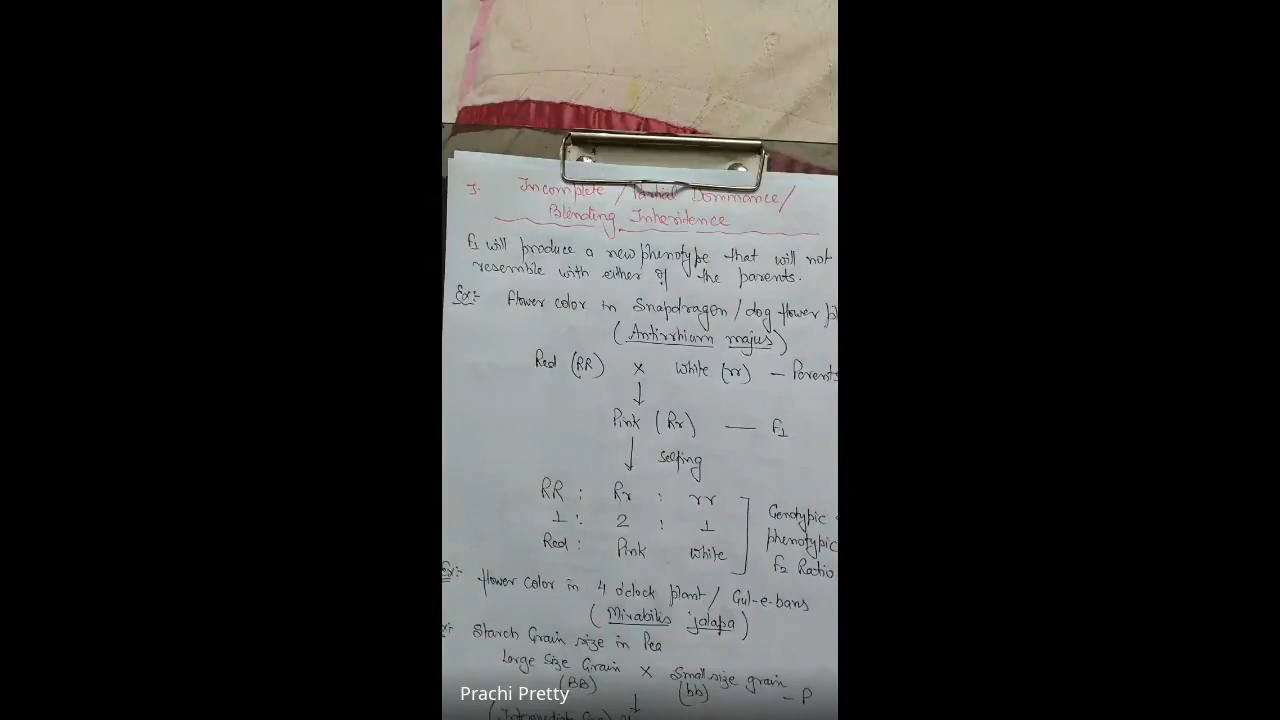 I. Incomplete / Partial Dominance /
Blending Inheridence
F1 will produce a new phenotype that will not
resemble with either of the parents.
Ex:- flower color in Snapdragon / dog flower pl
(Antirrhium majus)
Red (RR) × White (rr) – Parents
↓
Pink (Rr) — F1
↓ selfing
RR : Rr : rr
1 : 2 : 1
Red : Pink White
Genotypic
phenotypic
F2 Ratio
Ex:- flower color in 4 o'clock plant / Gul-e-bans
(Mirabilis jalapa)
Ex:- Starch Grain size in Pea
Large Size Grain × Small size grain
(BB) (bb) – P
↓
Prachi Pretty